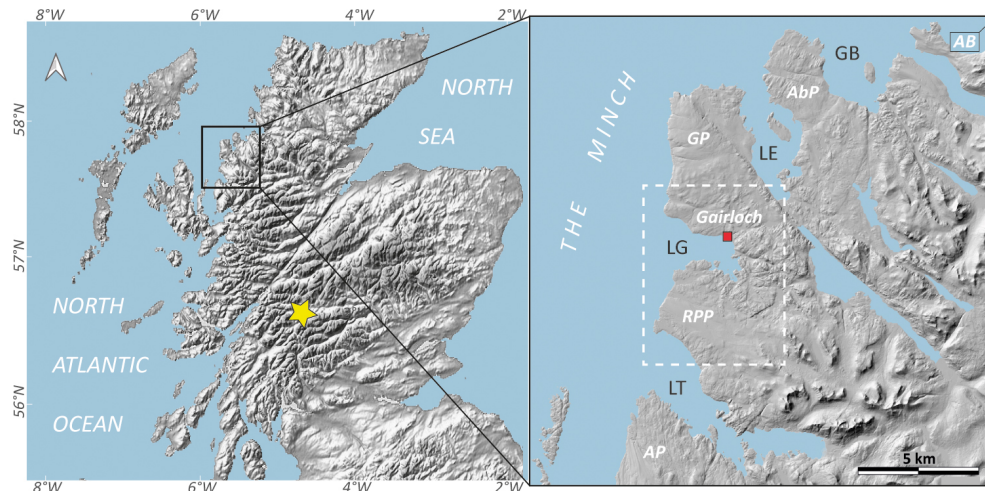 8°W
6°W
4°W
2°W
58°N
57°N
56°N
NORTH
SEA
NORTH
ATLANTIC
OCEAN
8°W
6°W
4°W
2°W
THE MINCH
AB
GB
AbP
GP
LE
Gairloch
LG
RPP
LT
AP
5 km